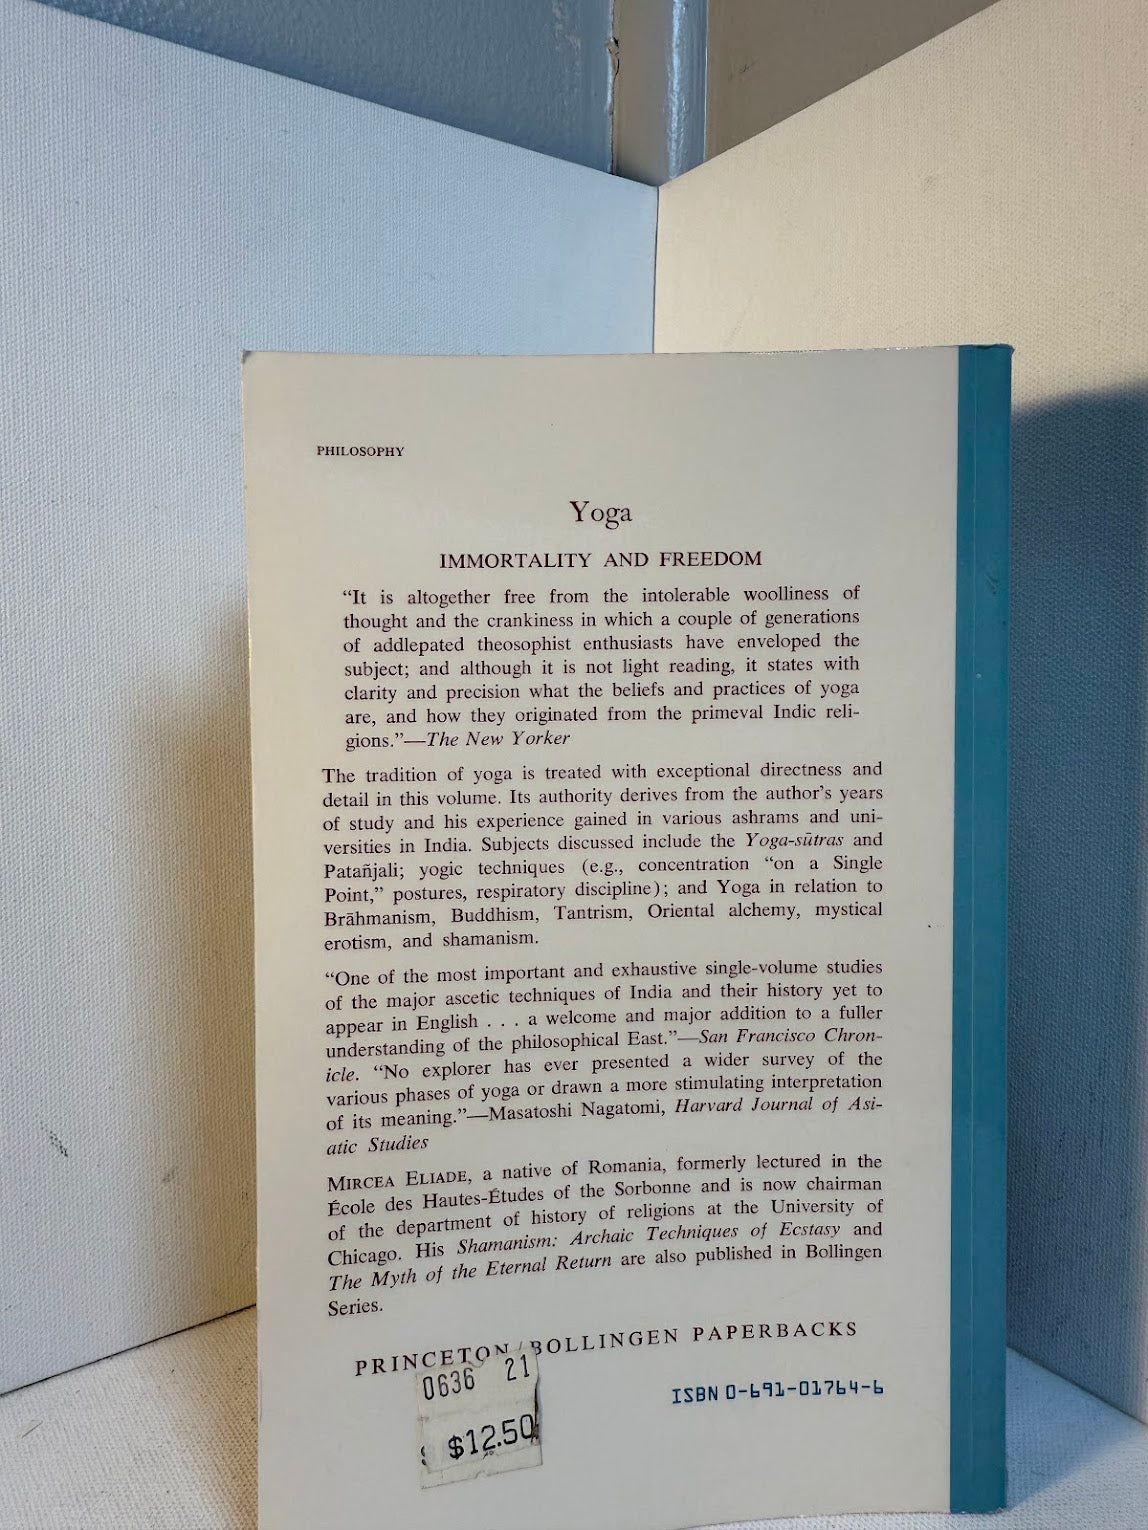 PHILOSOPHY
Yoga
IMMORTALITY AND FREEDOM
“It is altogether free from the intolerable woolliness of
thought and the crankiness in which a couple of generations
of addlepated theosophist enthusiasts have enveloped the
subject; and although it is not light reading, it states with
clarity and precision what the beliefs and practices of yoga
are, and how they originated from the primeval Indic reli-
gions.”—The New Yorker
The tradition of yoga is treated with exceptional directness and
detail in this volume. Its authority derives from the author’s years
of study and his experience gained in various ashrams and uni-
versities in India. Subjects discussed include the Yoga-sūtras and
Patañjali; yogic techniques (e.g., concentration “on a Single
Point,” postures, respiratory discipline); and Yoga in relation to
Brāhmanism, Buddhism, Tantrism, Oriental alchemy, mystical
erotism, and shamanism.
“One of the most important and exhaustive single-volume studies
of the major ascetic techniques of India and their history yet to
appear in English . . . a welcome and major addition to a fuller
understanding of the philosophical East.”—San Francisco Chron-
icle. “No explorer has ever presented a wider survey of the
various phases of yoga or drawn a more stimulating interpretation
of its meaning.”—Masatoshi Nagatomi, Harvard Journal of Asi-
atic Studies
MIRCEA ELIADE, a native of Romania, formerly lectured in the
École des Hautes-Études of the Sorbonne and is now chairman
of the department of history of religions at the University of
Chicago. His Shamanism: Archaic Techniques of Ecstasy and
The Myth of the Eternal Return are also published in Bollingen
Series.
PRINCETON/BOLLINGEN PAPERBACKS
0636 21
ISBN 0-691-01764-6
$12.50